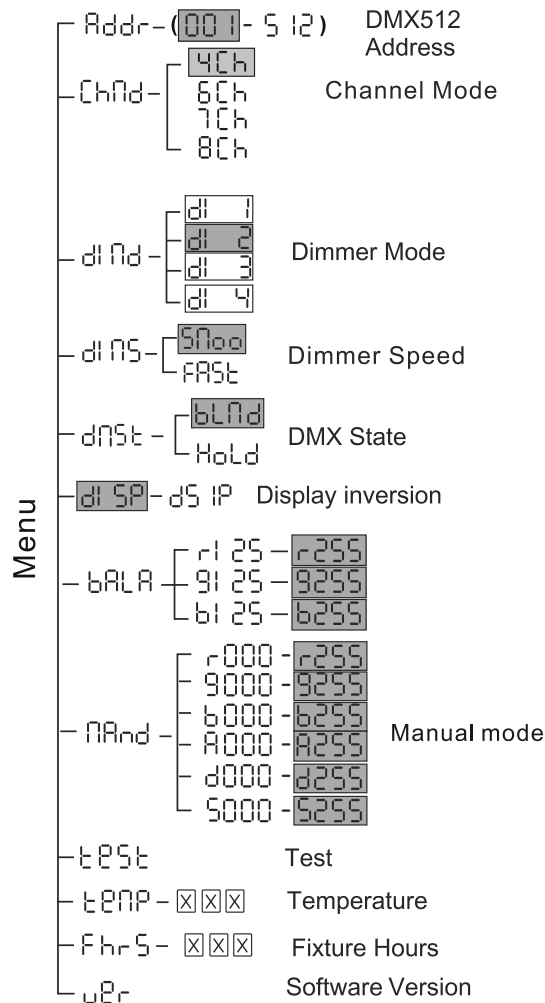 Menu
Addr - (001 - 512) DMX512 Address
ChMd - 4Ch Channel Mode
6Ch
7Ch
8Ch
diMd - di 1 Dimmer Mode
di 2
di 3
di 4
diMS - SMoo Dimmer Speed
FASt
dMSt - bLMd DMX State
HoLd
diSP - dSIP Display inversion
bALA - r125 - r255
g125 - g255
b125 - b255
MAnd - r000 - r255 Manual mode
g000 - g255
b000 - b255
A000 - A255
d000 - d255
S000 - S255
teSt Test
teMP - XXX Temperature
FhrS - XXX Fixture Hours
ver Software Version